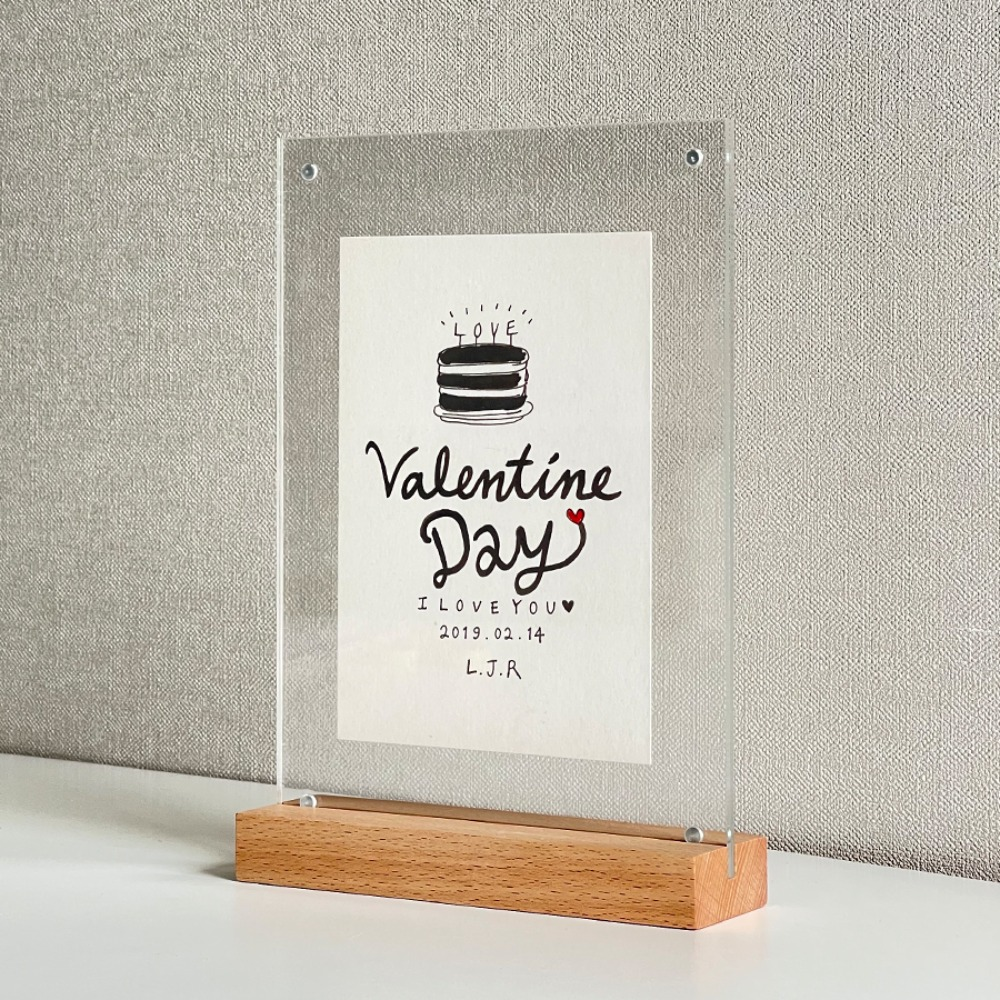 LOVE
Valentine
Day
I LOVE YOU♥
2019.02.14
L.J.R